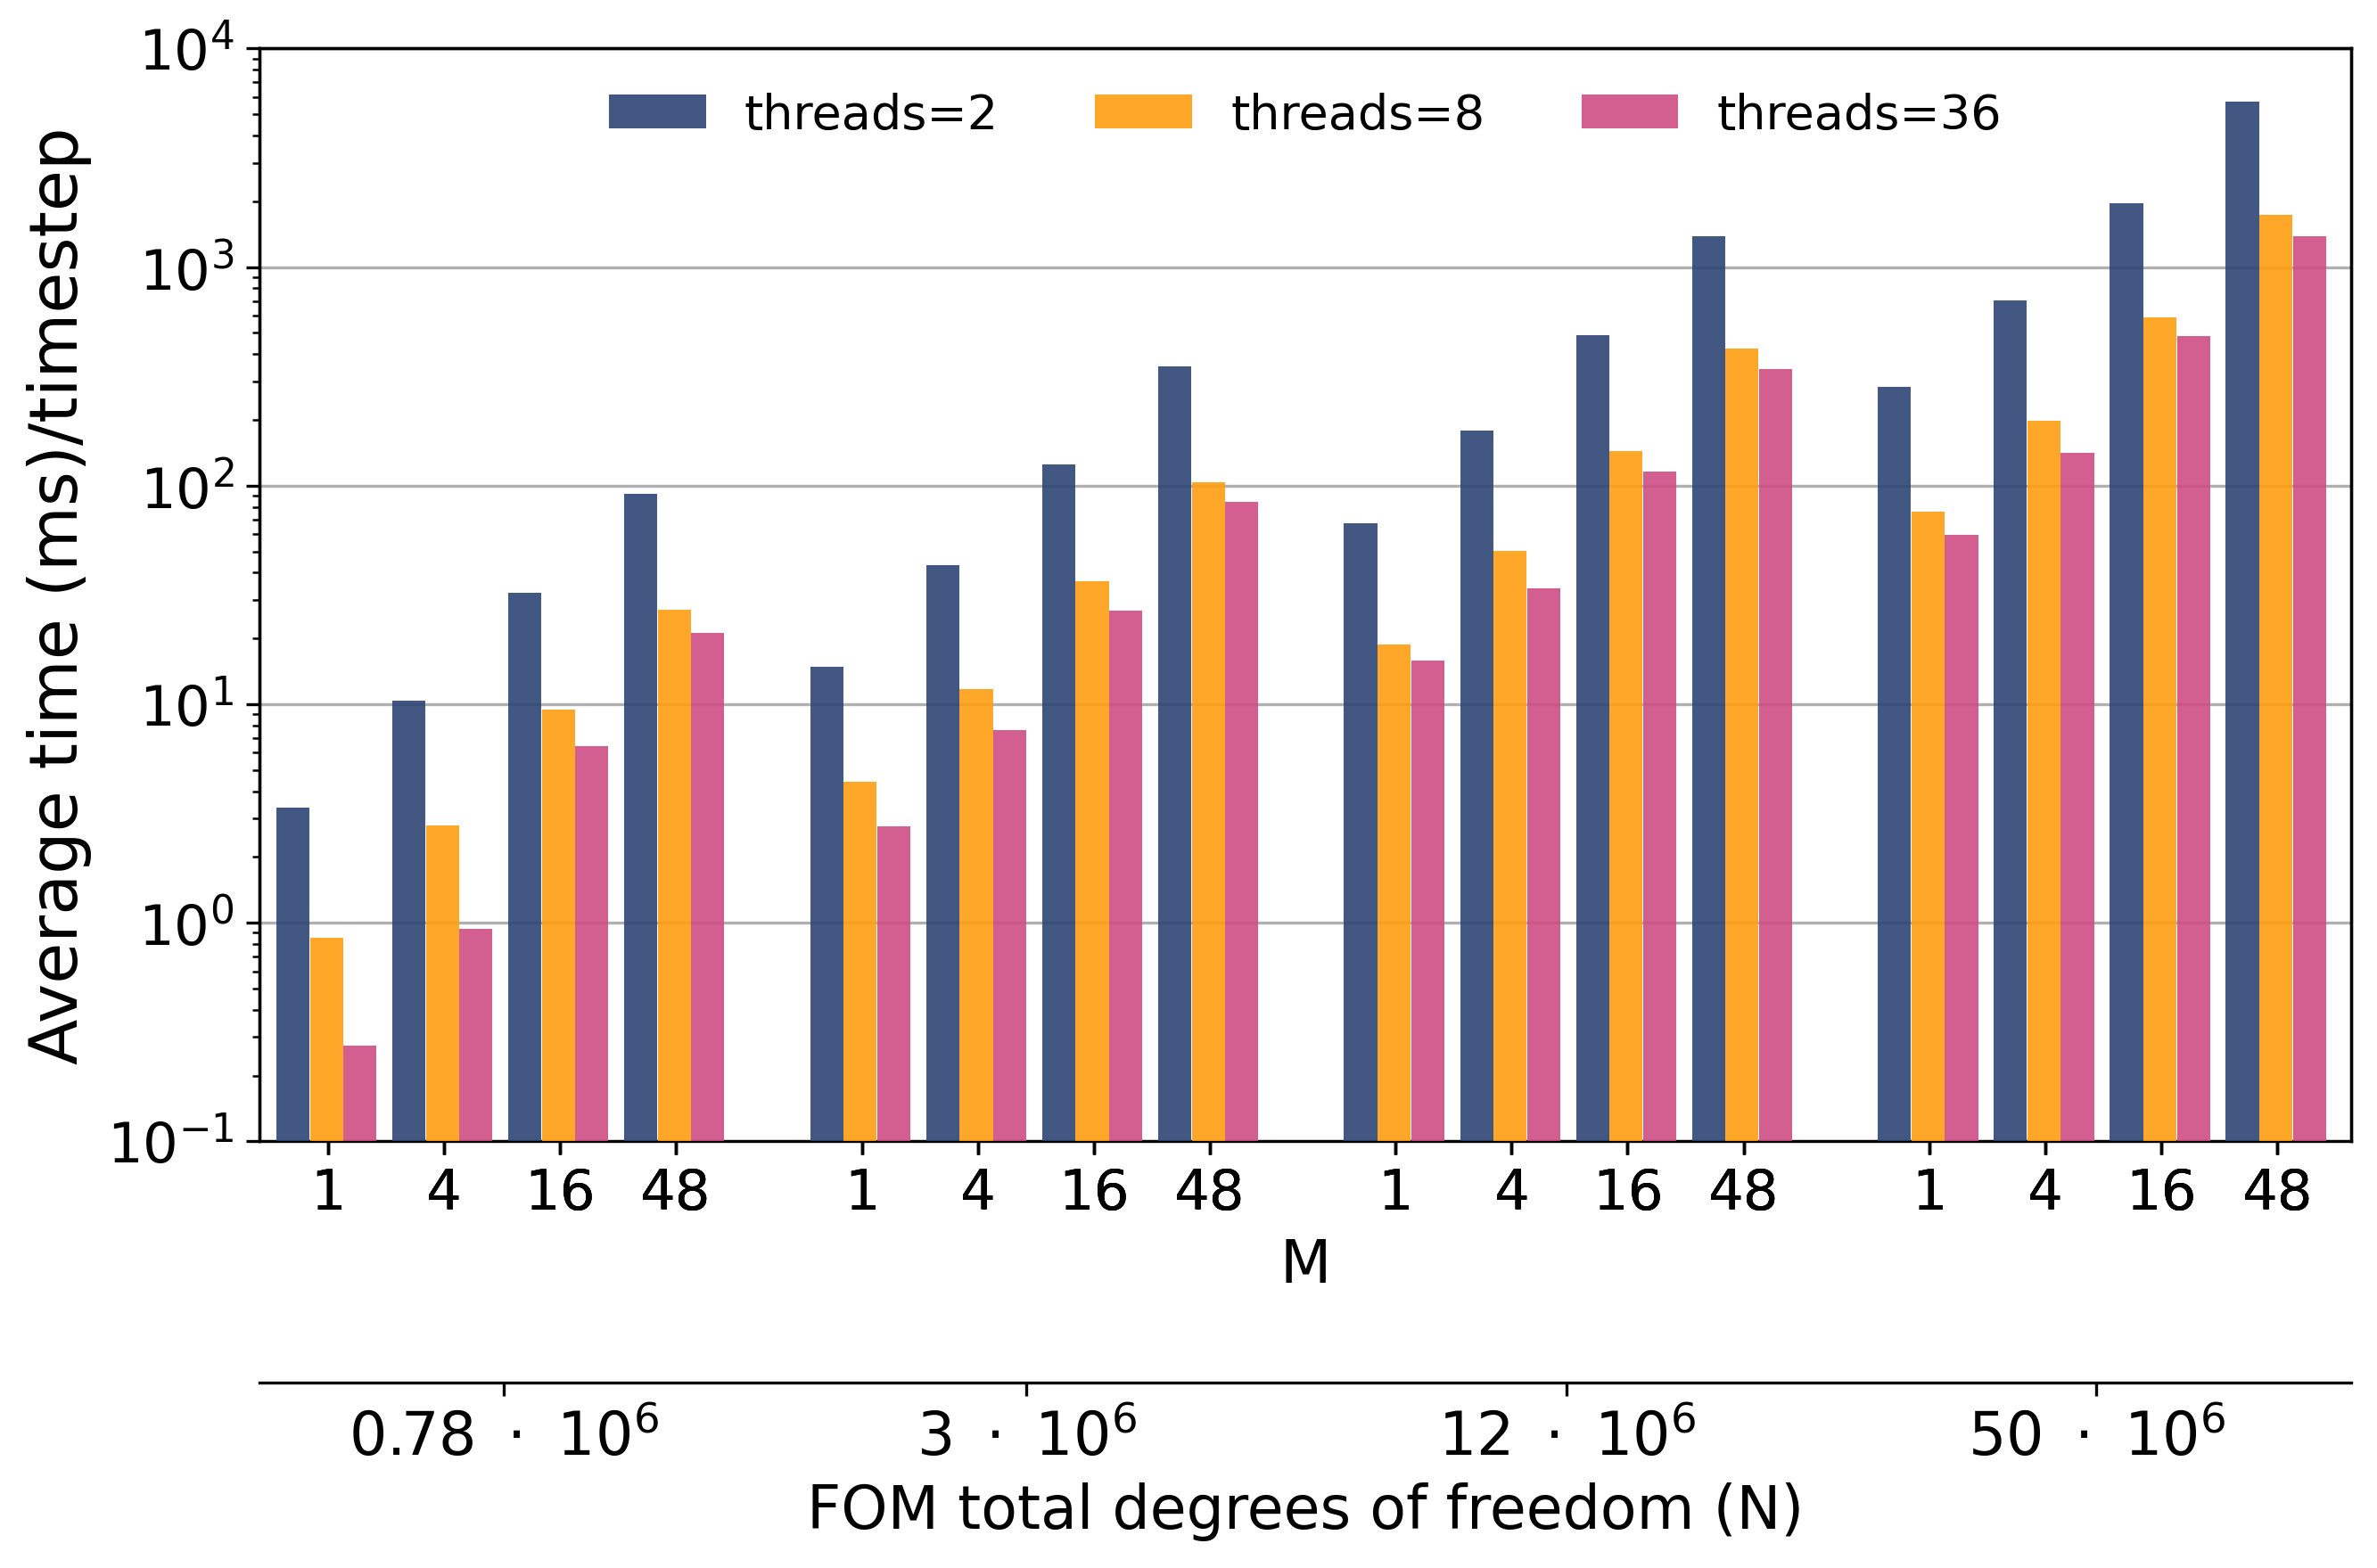 10^4
threads=2 threads=8 threads=36
10^3
10^2
10^1
10^0
10^−1
Average time (ms)/timestep
1 4 16 48 1 4 16 48 1 4 16 48 1 4 16 48
M
0.78 · 10^6 3 · 10^6 12 · 10^6 50 · 10^6
FOM total degrees of freedom (N)